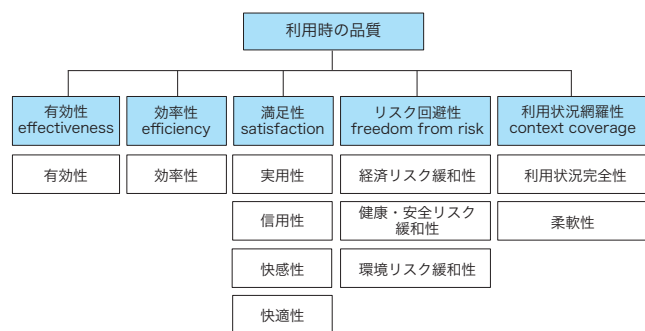 利用時の品質
有効性
effectiveness
効率性
efficiency
満足性
satisfaction
リスク回避性
freedom from risk
利用状況網羅性
context coverage
有効性
効率性
実用性
経済リスク緩和性
利用状況完全性
信用性
健康・安全リスク
緩和性
柔軟性
快感性
環境リスク緩和性
快適性